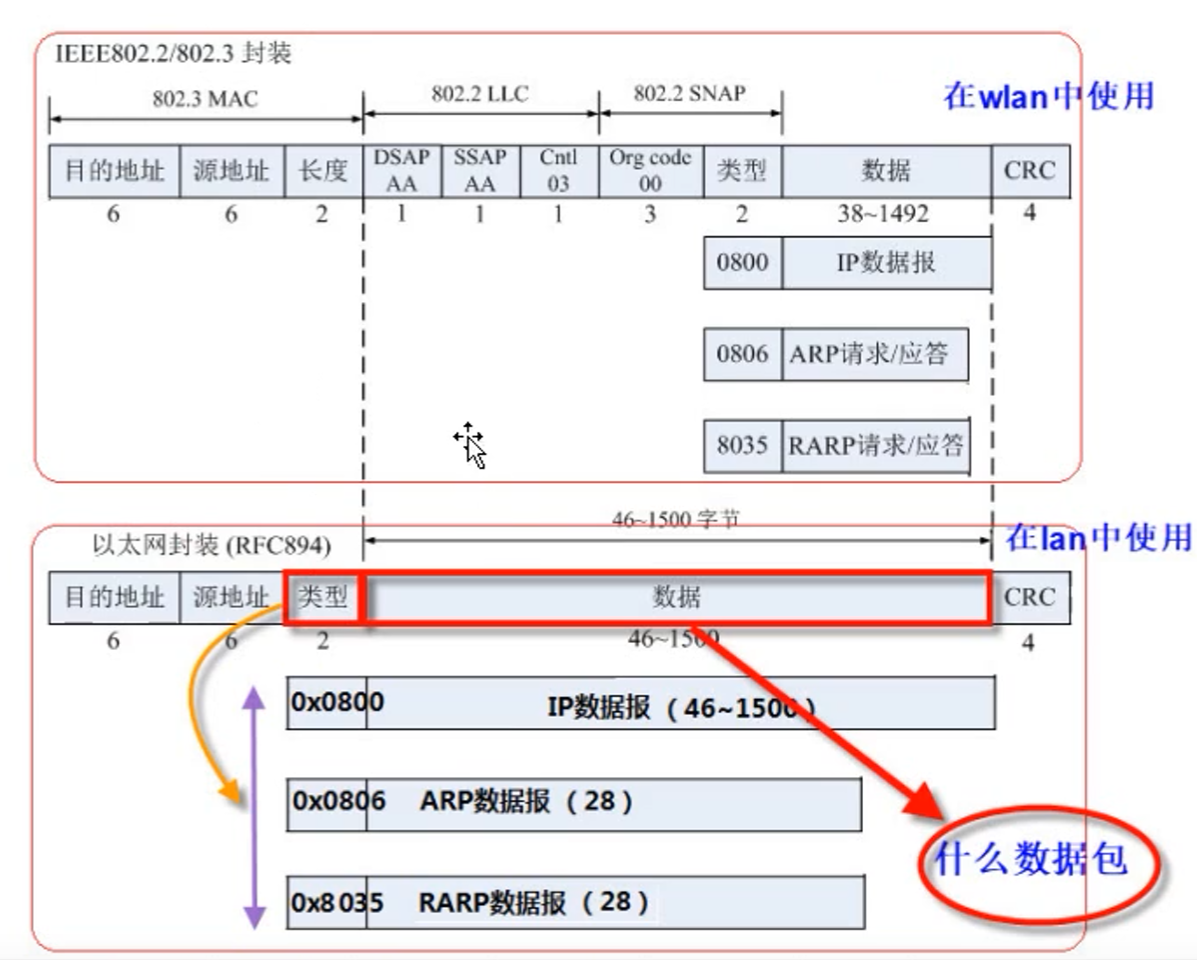 IEEE802.2/802.3 封装
802.3 MAC 802.2 LLC 802.2 SNAP
在wlan中使用
目的地址 源地址 长度 DSAP AA SSAP AA Cntl 03 Org code 00 类型 数据 CRC
6 6 2 1 1 1 3 2 38~1492 4
0800 IP数据报
0806 ARP请求/应答
8035 RARP请求/应答
46~1500 字节
以太网封装 (RFC894)
在lan中使用
目的地址 源地址 类型 数据 CRC
6 6 2 46~1500 4
0x0800 IP数据报（46~1500）
0x0806 ARP数据报（28）
什么数据包
0x8035 RARP数据报（28）